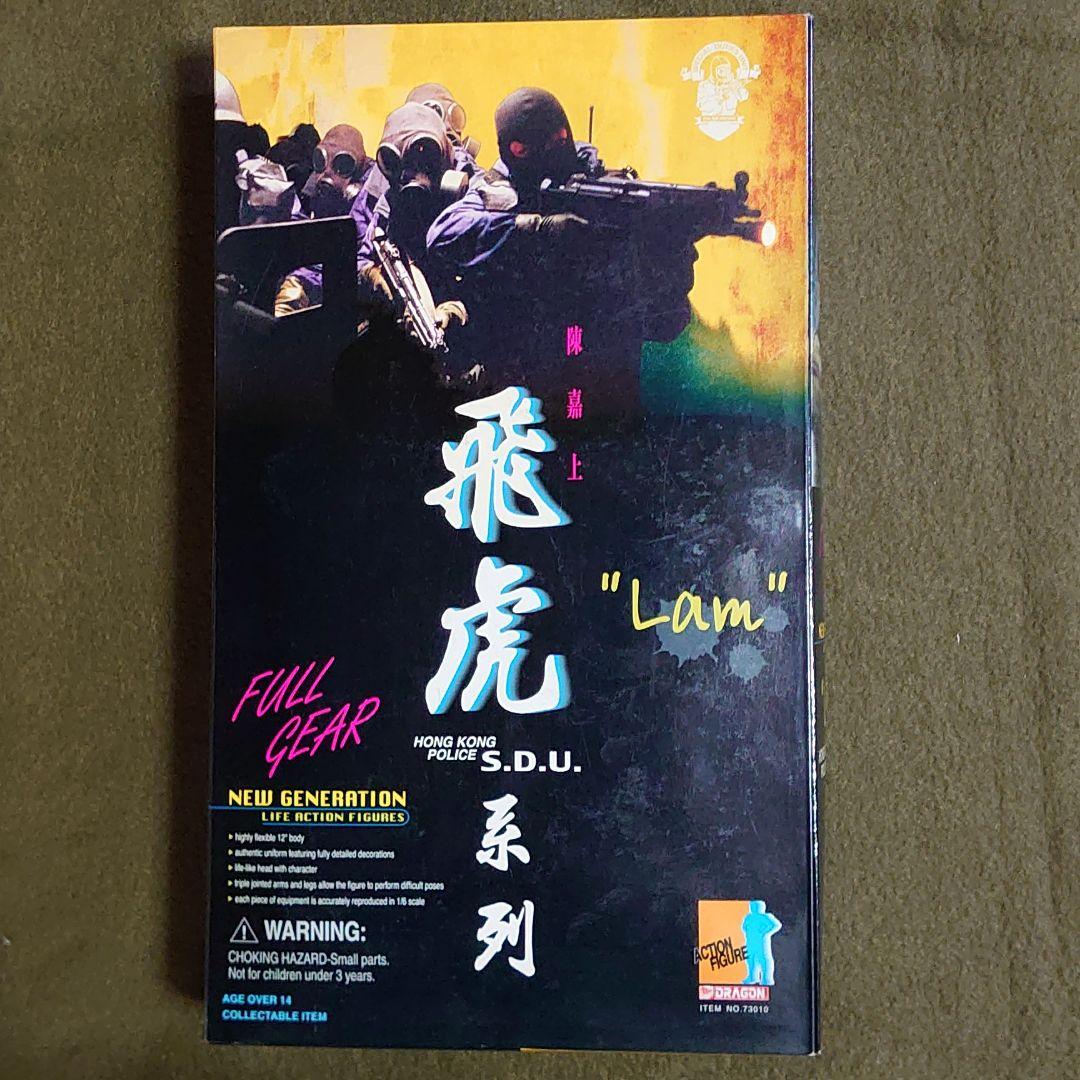 陳嘉上
飛虎
"Lam"
FULL
GEAR
HONG KONG
POLICE S.D.U.
系列
NEW GENERATION
LIFE ACTION FIGURES
highly flexible 12" body
authentic uniform featuring fully detailed decorations
life-like head with character
triple jointed arms and legs allow the figure to perform difficult poses
each piece of equipment is accurately reproduced in 1/6 scale
WARNING:
CHOKING HAZARD-Small parts.
Not for children under 3 years.
AGE OVER 14
COLLECTABLE ITEM
ACTION
FIGURE
DRAGON
ITEM NO.73010